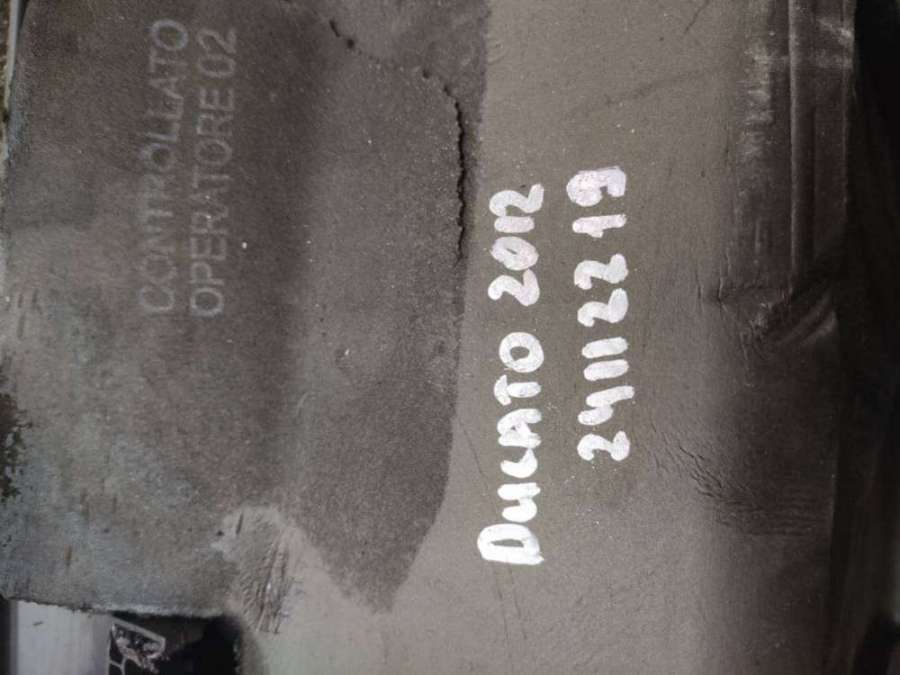 CONTROLLATO
OPERATORE 02
DUCATO 2012
24112219